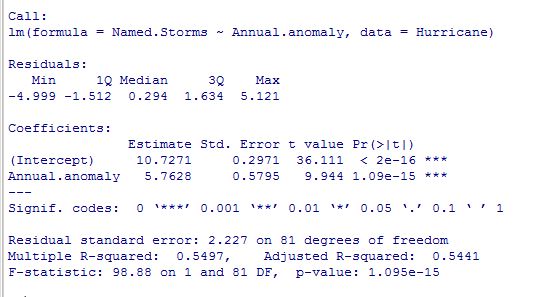 Call:
lm(formula = Named.Storms ~ Annual.anomaly, data = Hurricane)
Residuals:
Min 1Q Median 3Q Max
-4.999 -1.512 0.294 1.634 5.121
Coefficients:
Estimate Std. Error t value Pr(>|t|)
(Intercept) 10.7271 0.2971 36.111 < 2e-16 ***
Annual.anomaly 5.7628 0.5795 9.944 1.09e-15 ***
---
Signif. codes: 0 '***' 0.001 '**' 0.01 '*' 0.05 '.' 0.1 ' ' 1
Residual standard error: 2.227 on 81 degrees of freedom
Multiple R-squared: 0.5497, Adjusted R-squared: 0.5441
F-statistic: 98.88 on 1 and 81 DF, p-value: 1.095e-15